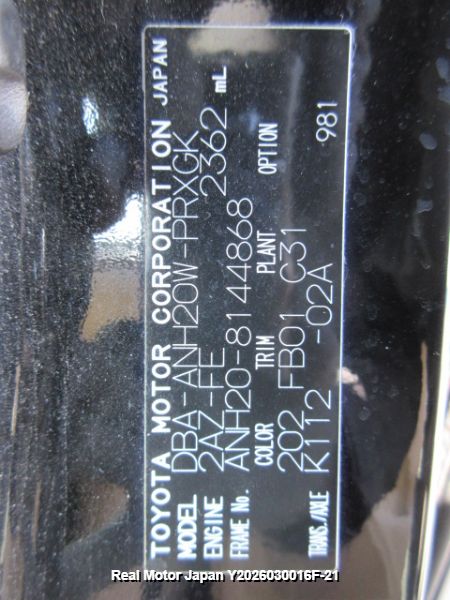 TOYOTA MOTOR CORPORATION JAPAN
MODEL DBA-ANH20W-PRXGK
ENGINE 2AZ-FE 2362 mL
FRAME No. ANH20-8144868
COLOR TRIM PLANT OPTION
202 FB01 C31 981
TRANS./AXLE K112 -02A
Real Motor Japan Y2026030016F-21